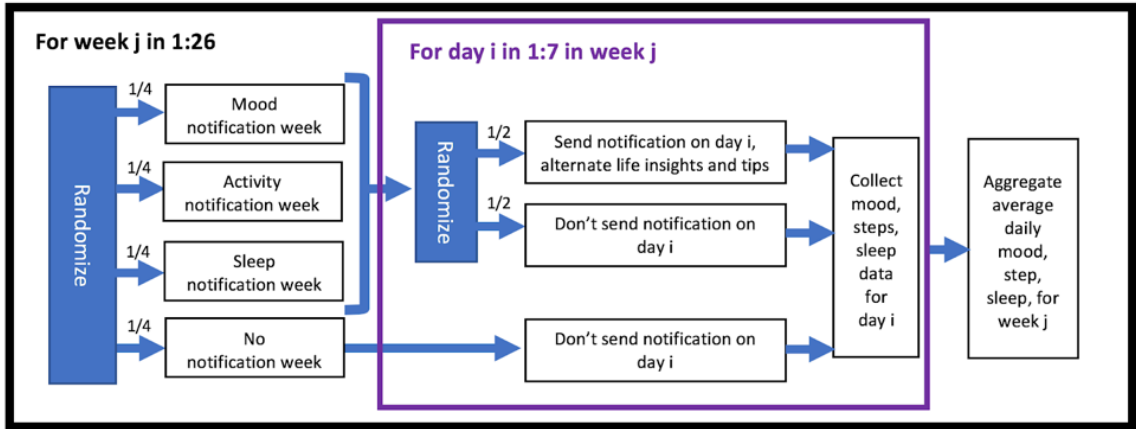 For week j in 1:26
For day i in 1:7 in week j
Randomize
1/4
Mood
notification week
1/4
Activity
notification week
1/4
Sleep
notification week
1/4
No
notification week
Randomize
1/2
Send notification on day i,
alternate life insights and tips
1/2
Don't send notification on
day i
Don't send notification on
day i
Collect
mood,
steps,
sleep
data
for
day i
Aggregate
average
daily
mood,
step,
sleep, for
week j